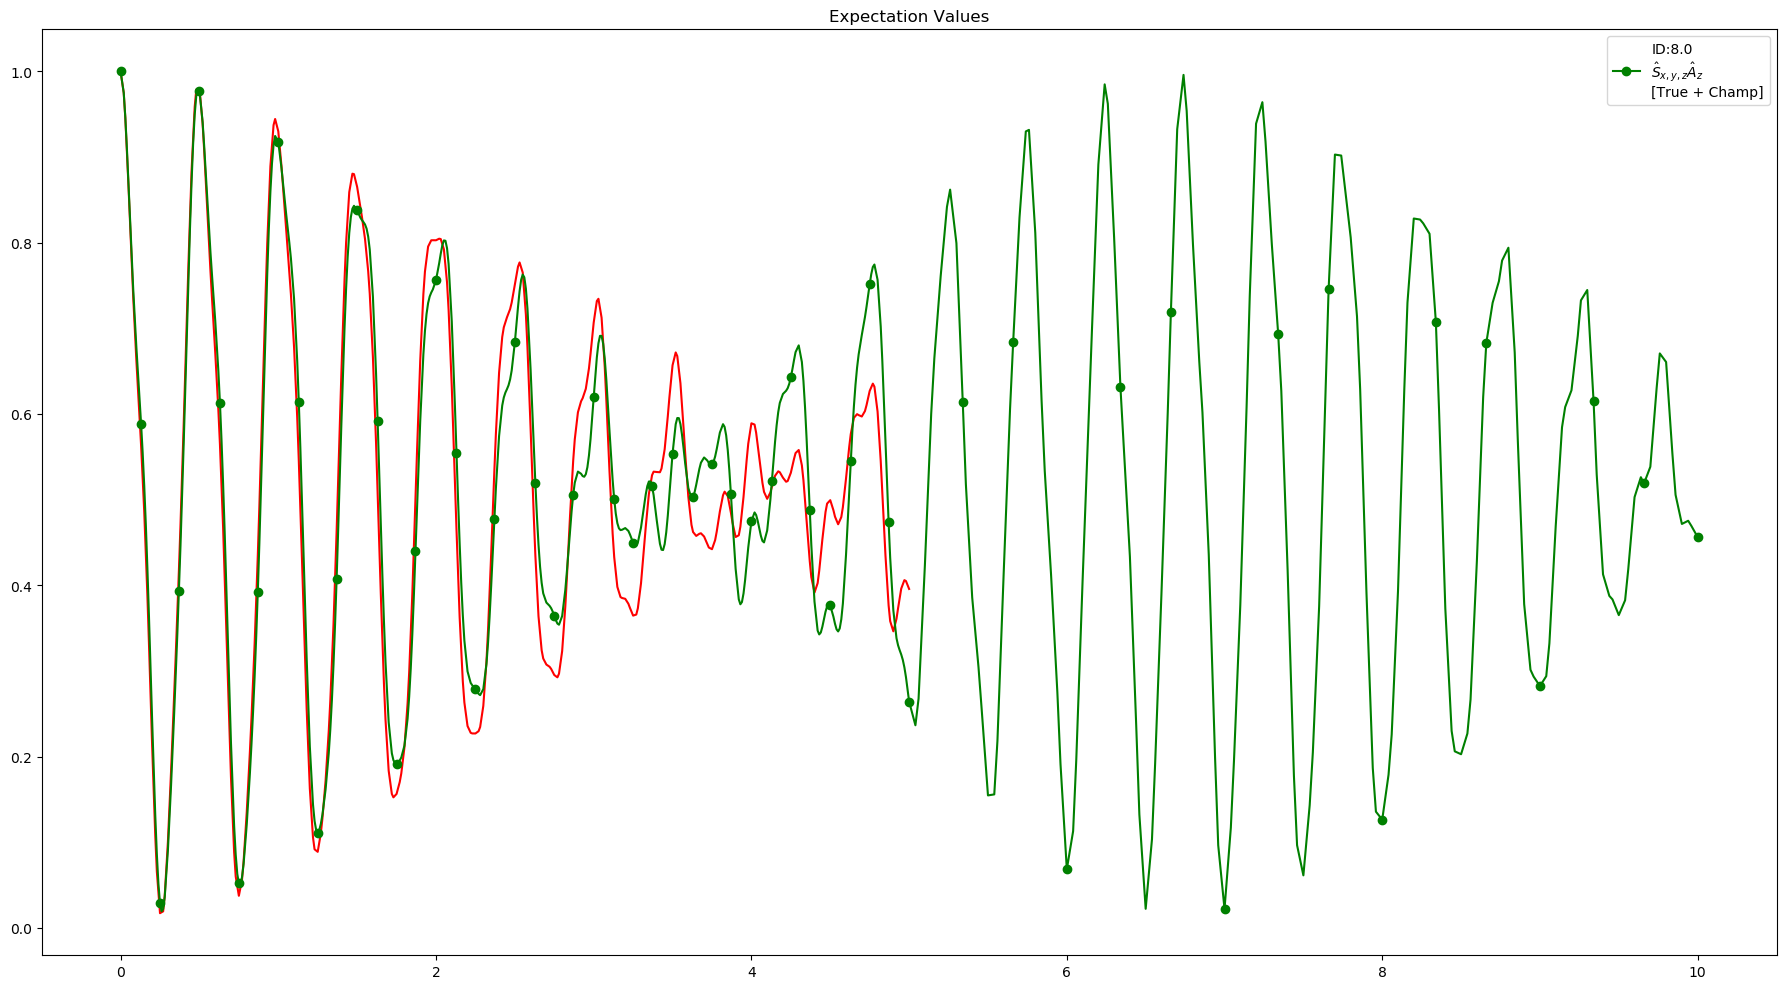 Expectation Values
ID:8.0
$\hat{S}_{x,y,z}\hat{A}_z$
[True + Champ]
1.0
0.8
0.6
0.4
0.2
0.0
0 2 4 6 8 10